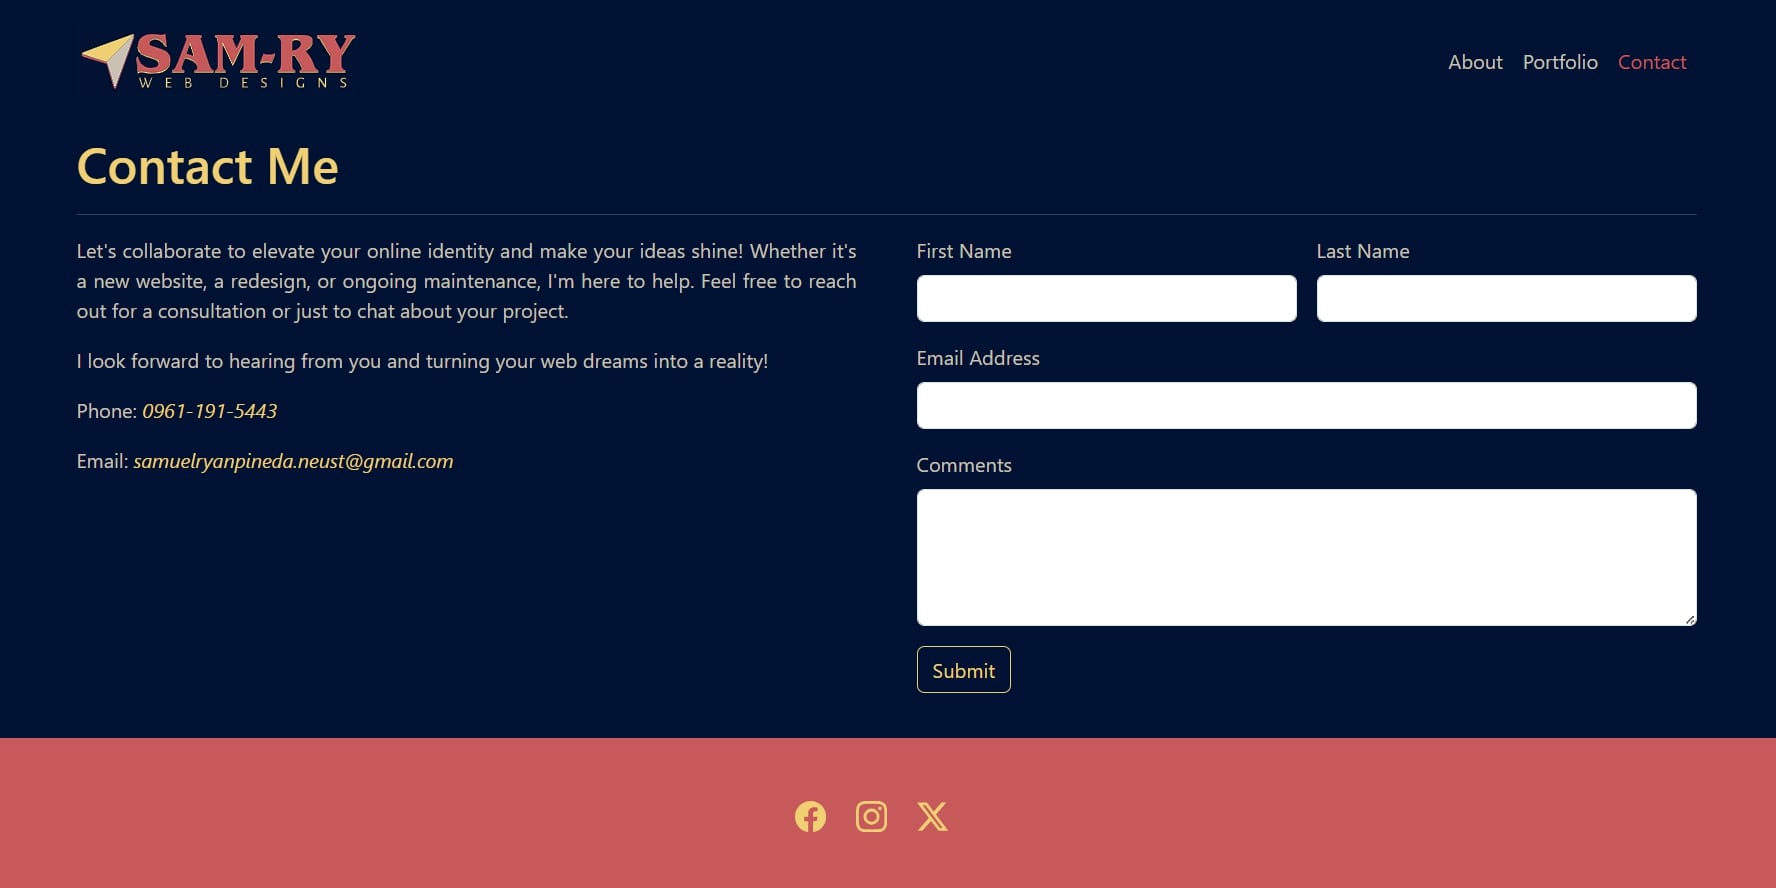 SAM-RY
WEB DESIGNS
About Portfolio Contact
Contact Me
Let's collaborate to elevate your online identity and make your ideas shine! Whether it's
a new website, a redesign, or ongoing maintenance, I'm here to help. Feel free to reach
out for a consultation or just to chat about your project.
I look forward to hearing from you and turning your web dreams into a reality!
Phone: 0961-191-5443
Email: samuelryanpineda.neust@gmail.com
First Name
Last Name
Email Address
Comments
Submit